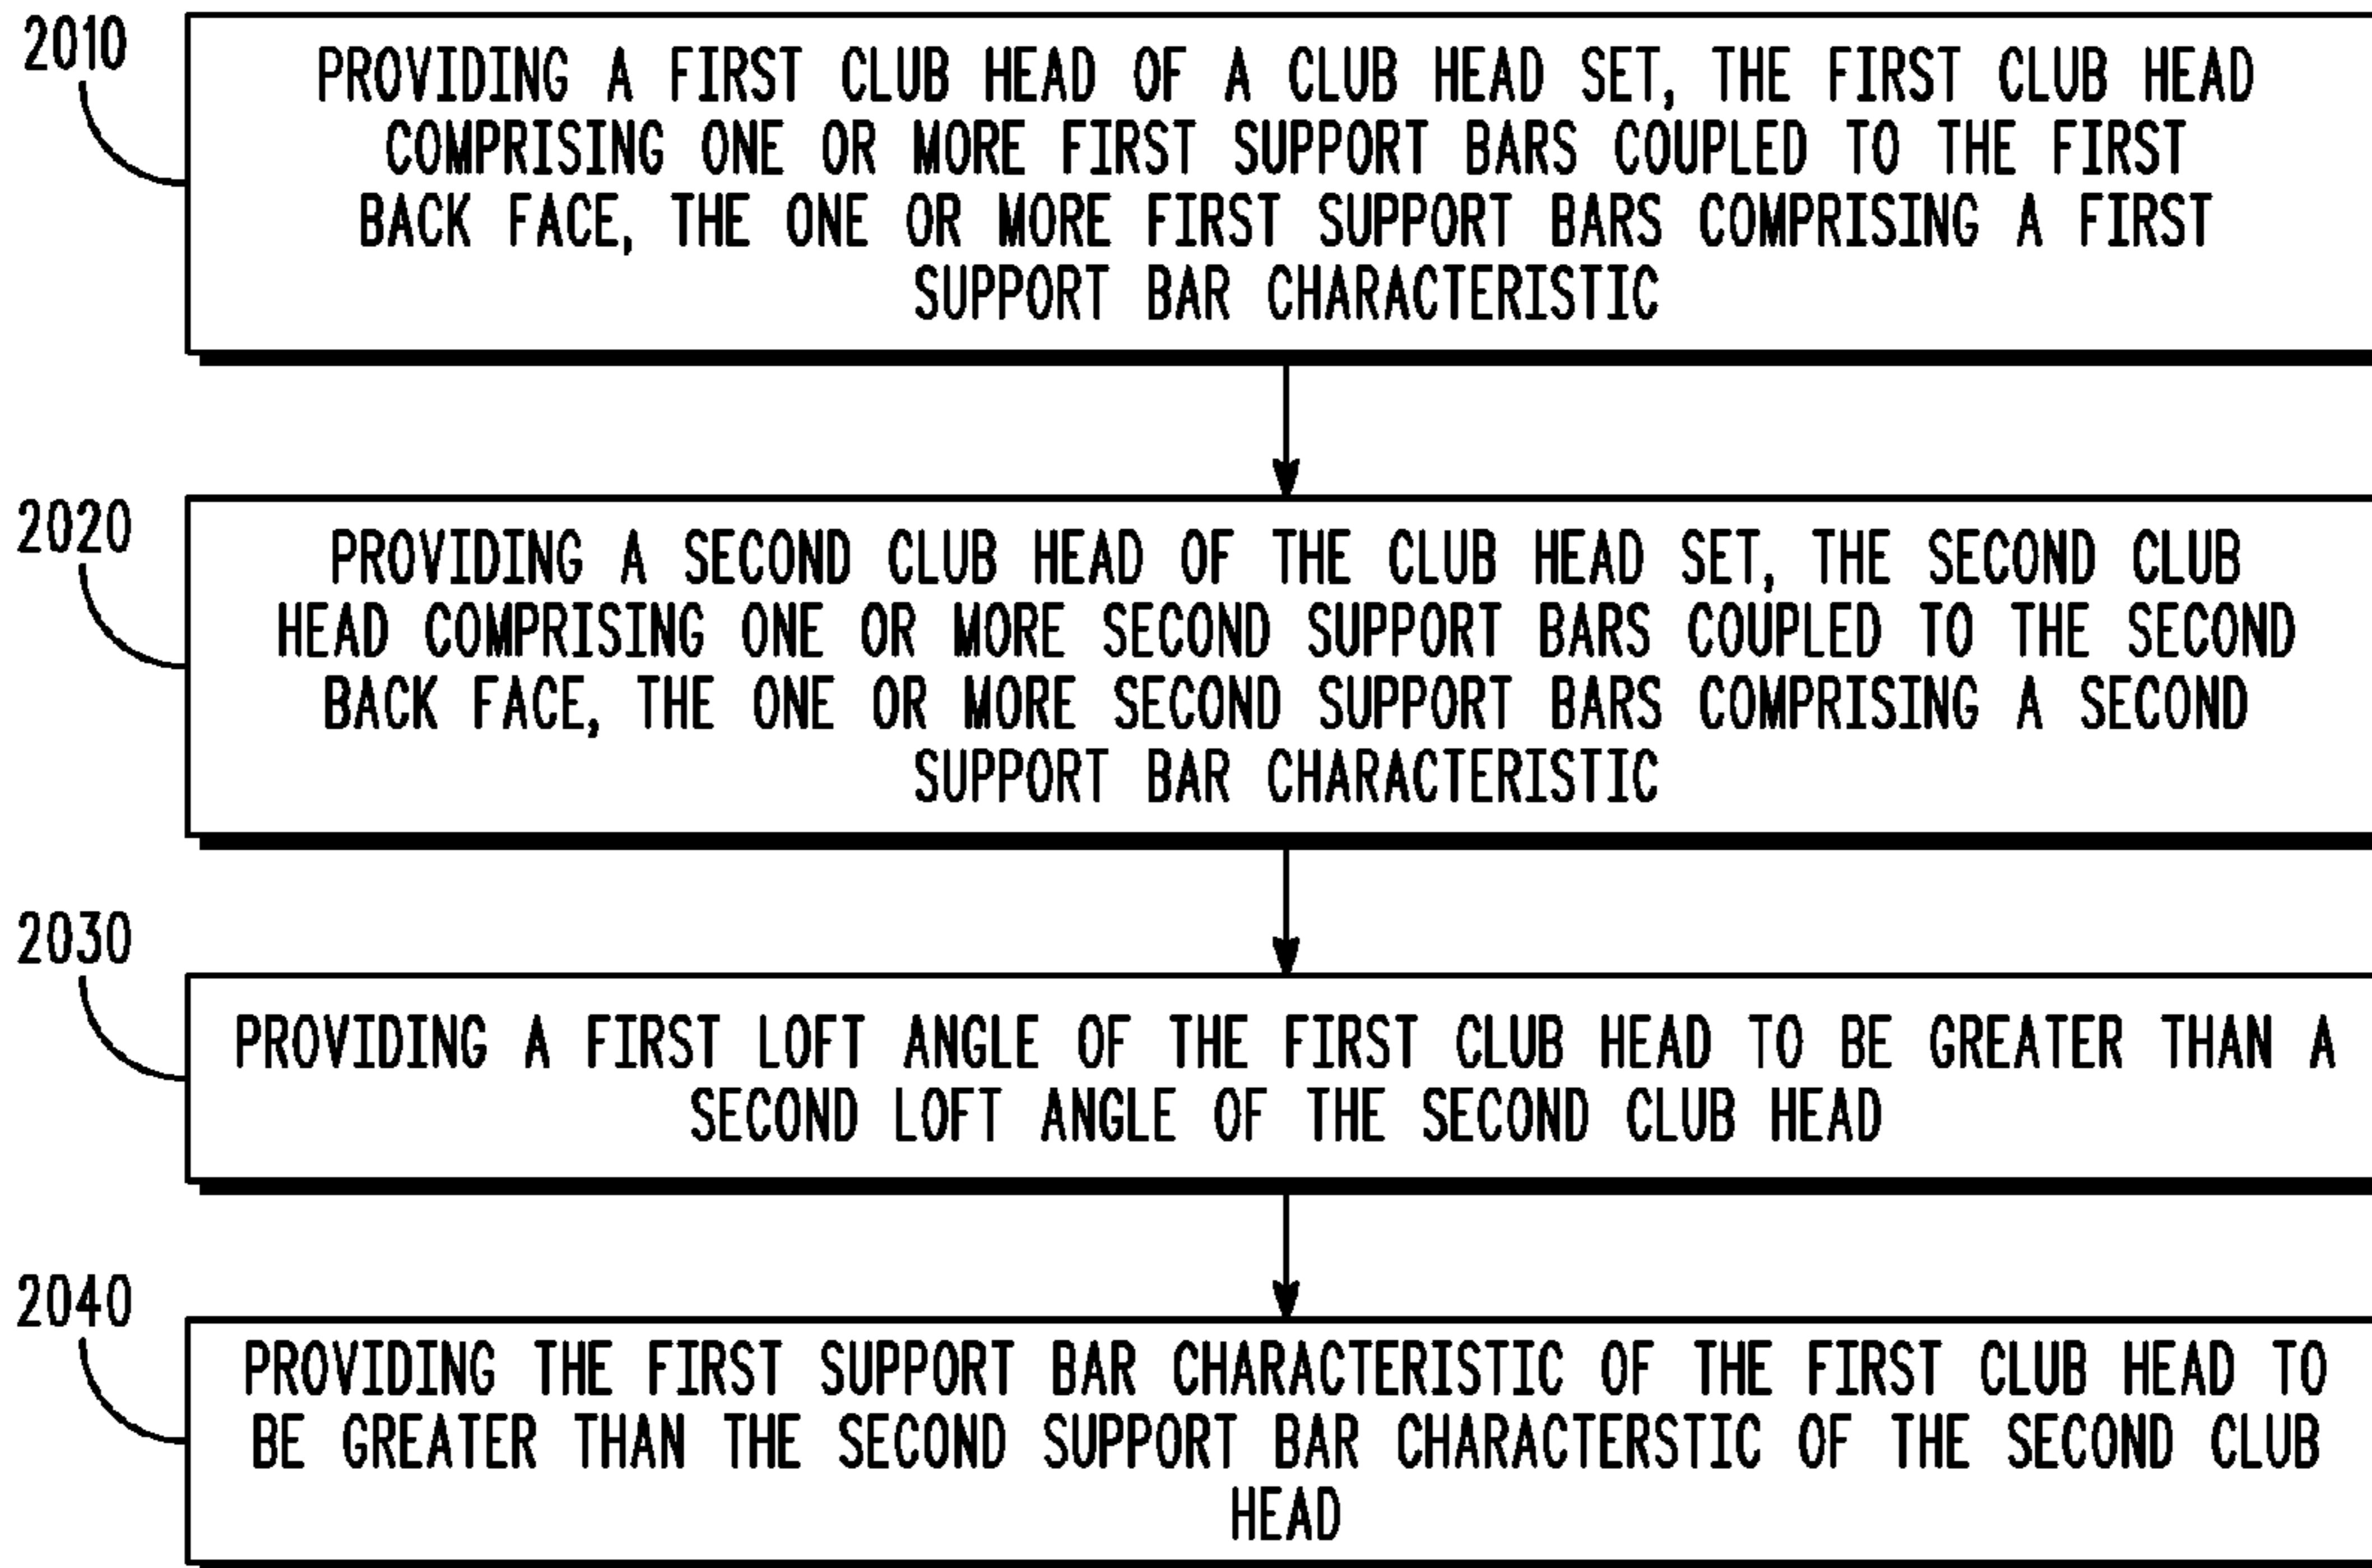 2010
PROVIDING A FIRST CLUB HEAD OF A CLUB HEAD SET, THE FIRST CLUB HEAD
COMPRISING ONE OR MORE FIRST SUPPORT BARS COUPLED TO THE FIRST
BACK FACE, THE ONE OR MORE FIRST SUPPORT BARS COMPRISING A FIRST
SUPPORT BAR CHARACTERISTIC
2020
PROVIDING A SECOND CLUB HEAD OF THE CLUB HEAD SET, THE SECOND CLUB
HEAD COMPRISING ONE OR MORE SECOND SUPPORT BARS COUPLED TO THE SECOND
BACK FACE, THE ONE OR MORE SECOND SUPPORT BARS COMPRISING A SECOND
SUPPORT BAR CHARACTERISTIC
2030
PROVIDING A FIRST LOFT ANGLE OF THE FIRST CLUB HEAD TO BE GREATER THAN A
SECOND LOFT ANGLE OF THE SECOND CLUB HEAD
2040
PROVIDING THE FIRST SUPPORT BAR CHARACTERISTIC OF THE FIRST CLUB HEAD TO
BE GREATER THAN THE SECOND SUPPORT BAR CHARACTERSTIC OF THE SECOND CLUB
HEAD